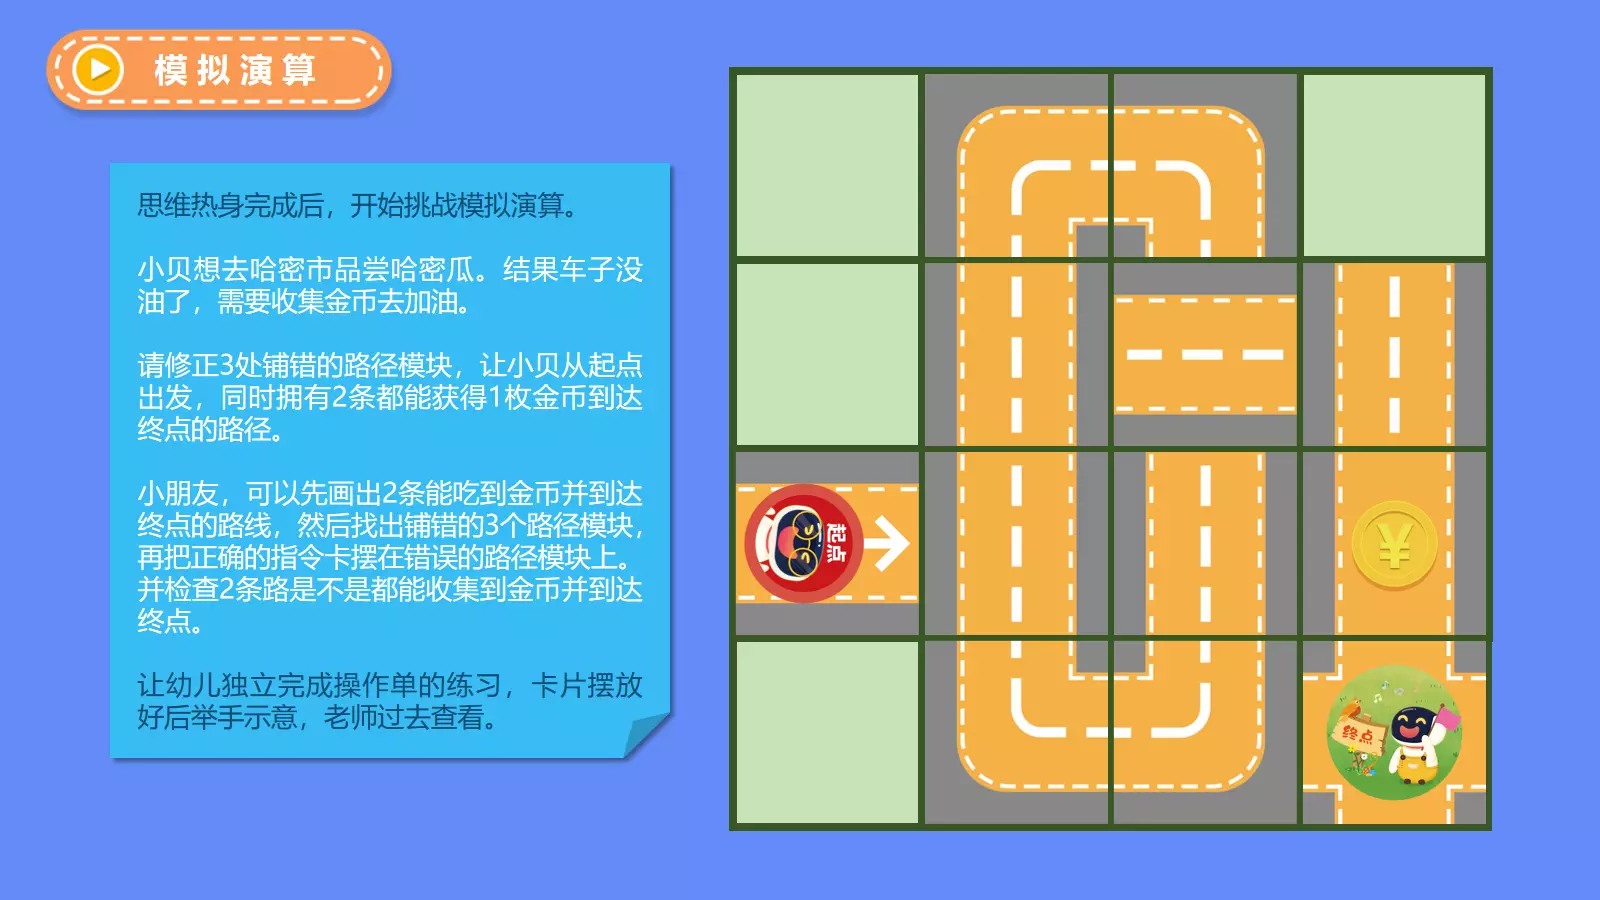 模拟演算
思维热身完成后，开始挑战模拟演算。
小贝想去哈密市品尝哈密瓜。结果车子没
油了，需要收集金币去加油。
请修正3处铺错的路径模块，让小贝从起点
出发，同时拥有2条都能获得1枚金币到达
终点的路径。
小朋友，可以先画出2条能吃到金币并到达
终点的路线，然后找出铺错的3个路径模块，
再把正确的指令卡摆在错误的路径模块上。
并检查2条路是不是都能收集到金币并到达
终点。
让幼儿独立完成操作单的练习，卡片摆放
好后举手示意，老师过去查看。
起点
¥
终点